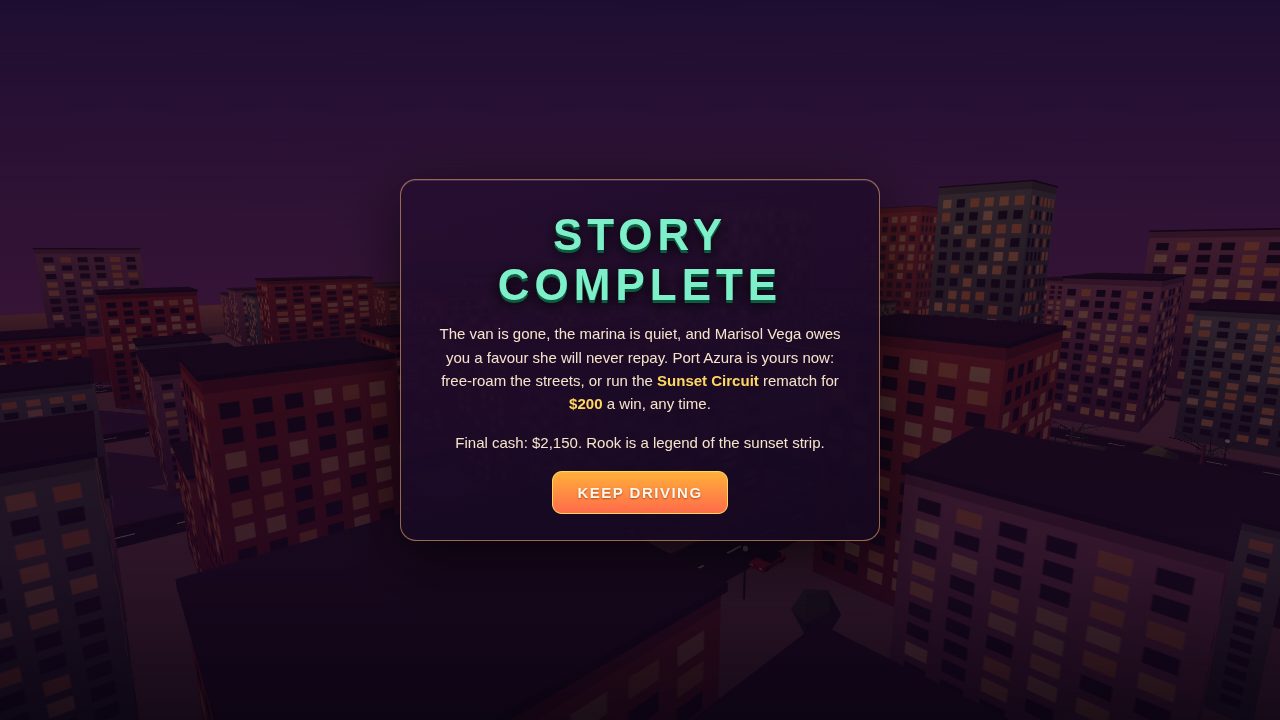 STORY
COMPLETE
The van is gone, the marina is quiet, and Marisol Vega owes
you a favour she will never repay. Port Azura is yours now:
free-roam the streets, or run the Sunset Circuit rematch for
$200 a win, any time.
Final cash: $2,150. Rook is a legend of the sunset strip.
KEEP DRIVING